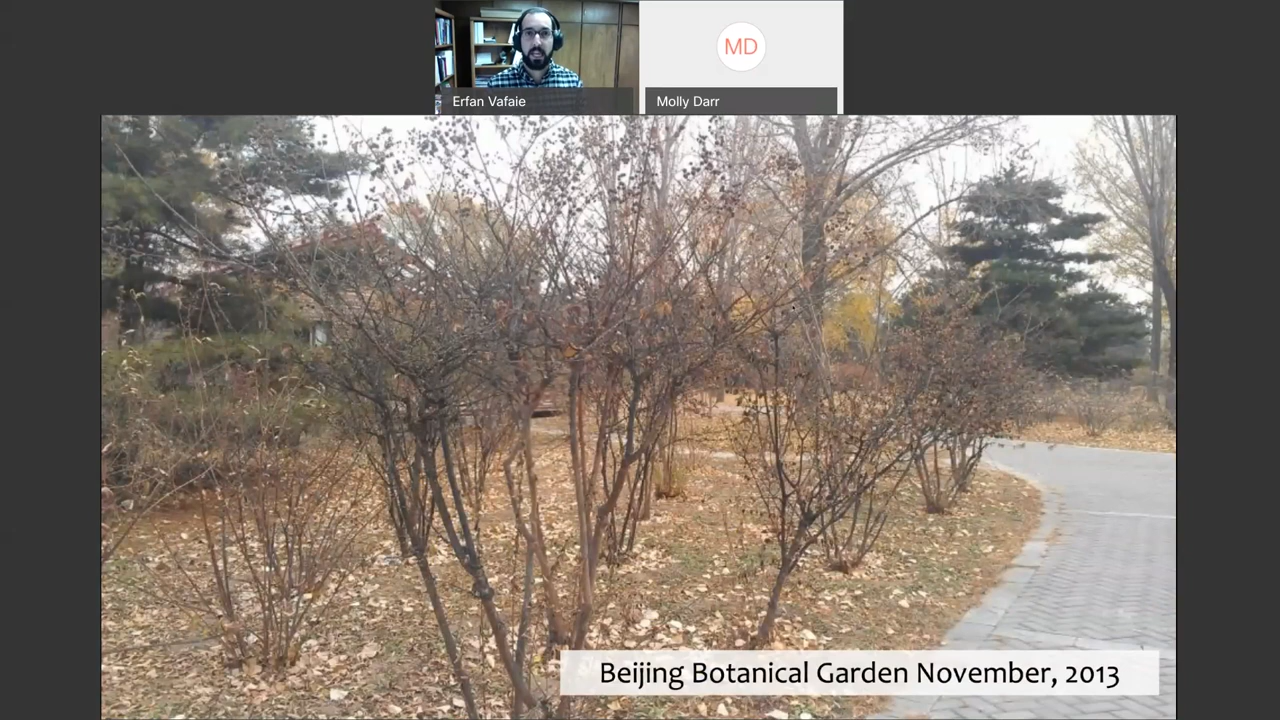 MD
Erfan Vafaie
Molly Darr
Beijing Botanical Garden November, 2013